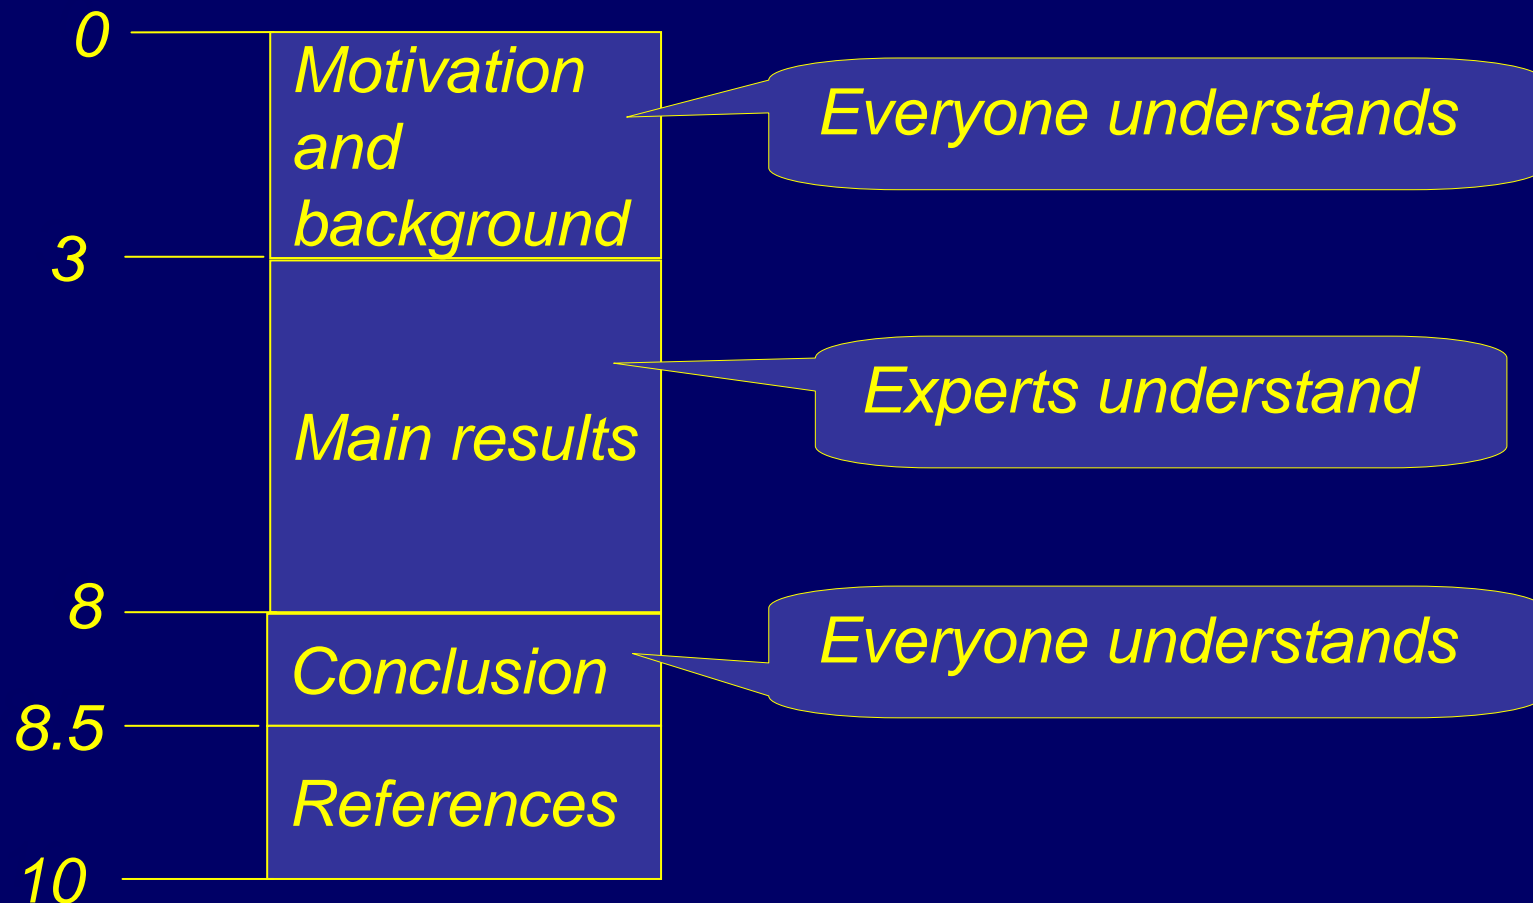 0
Motivation
and
background
Everyone understands
3
Main results
Experts understand
8
Conclusion
Everyone understands
8.5
References
10